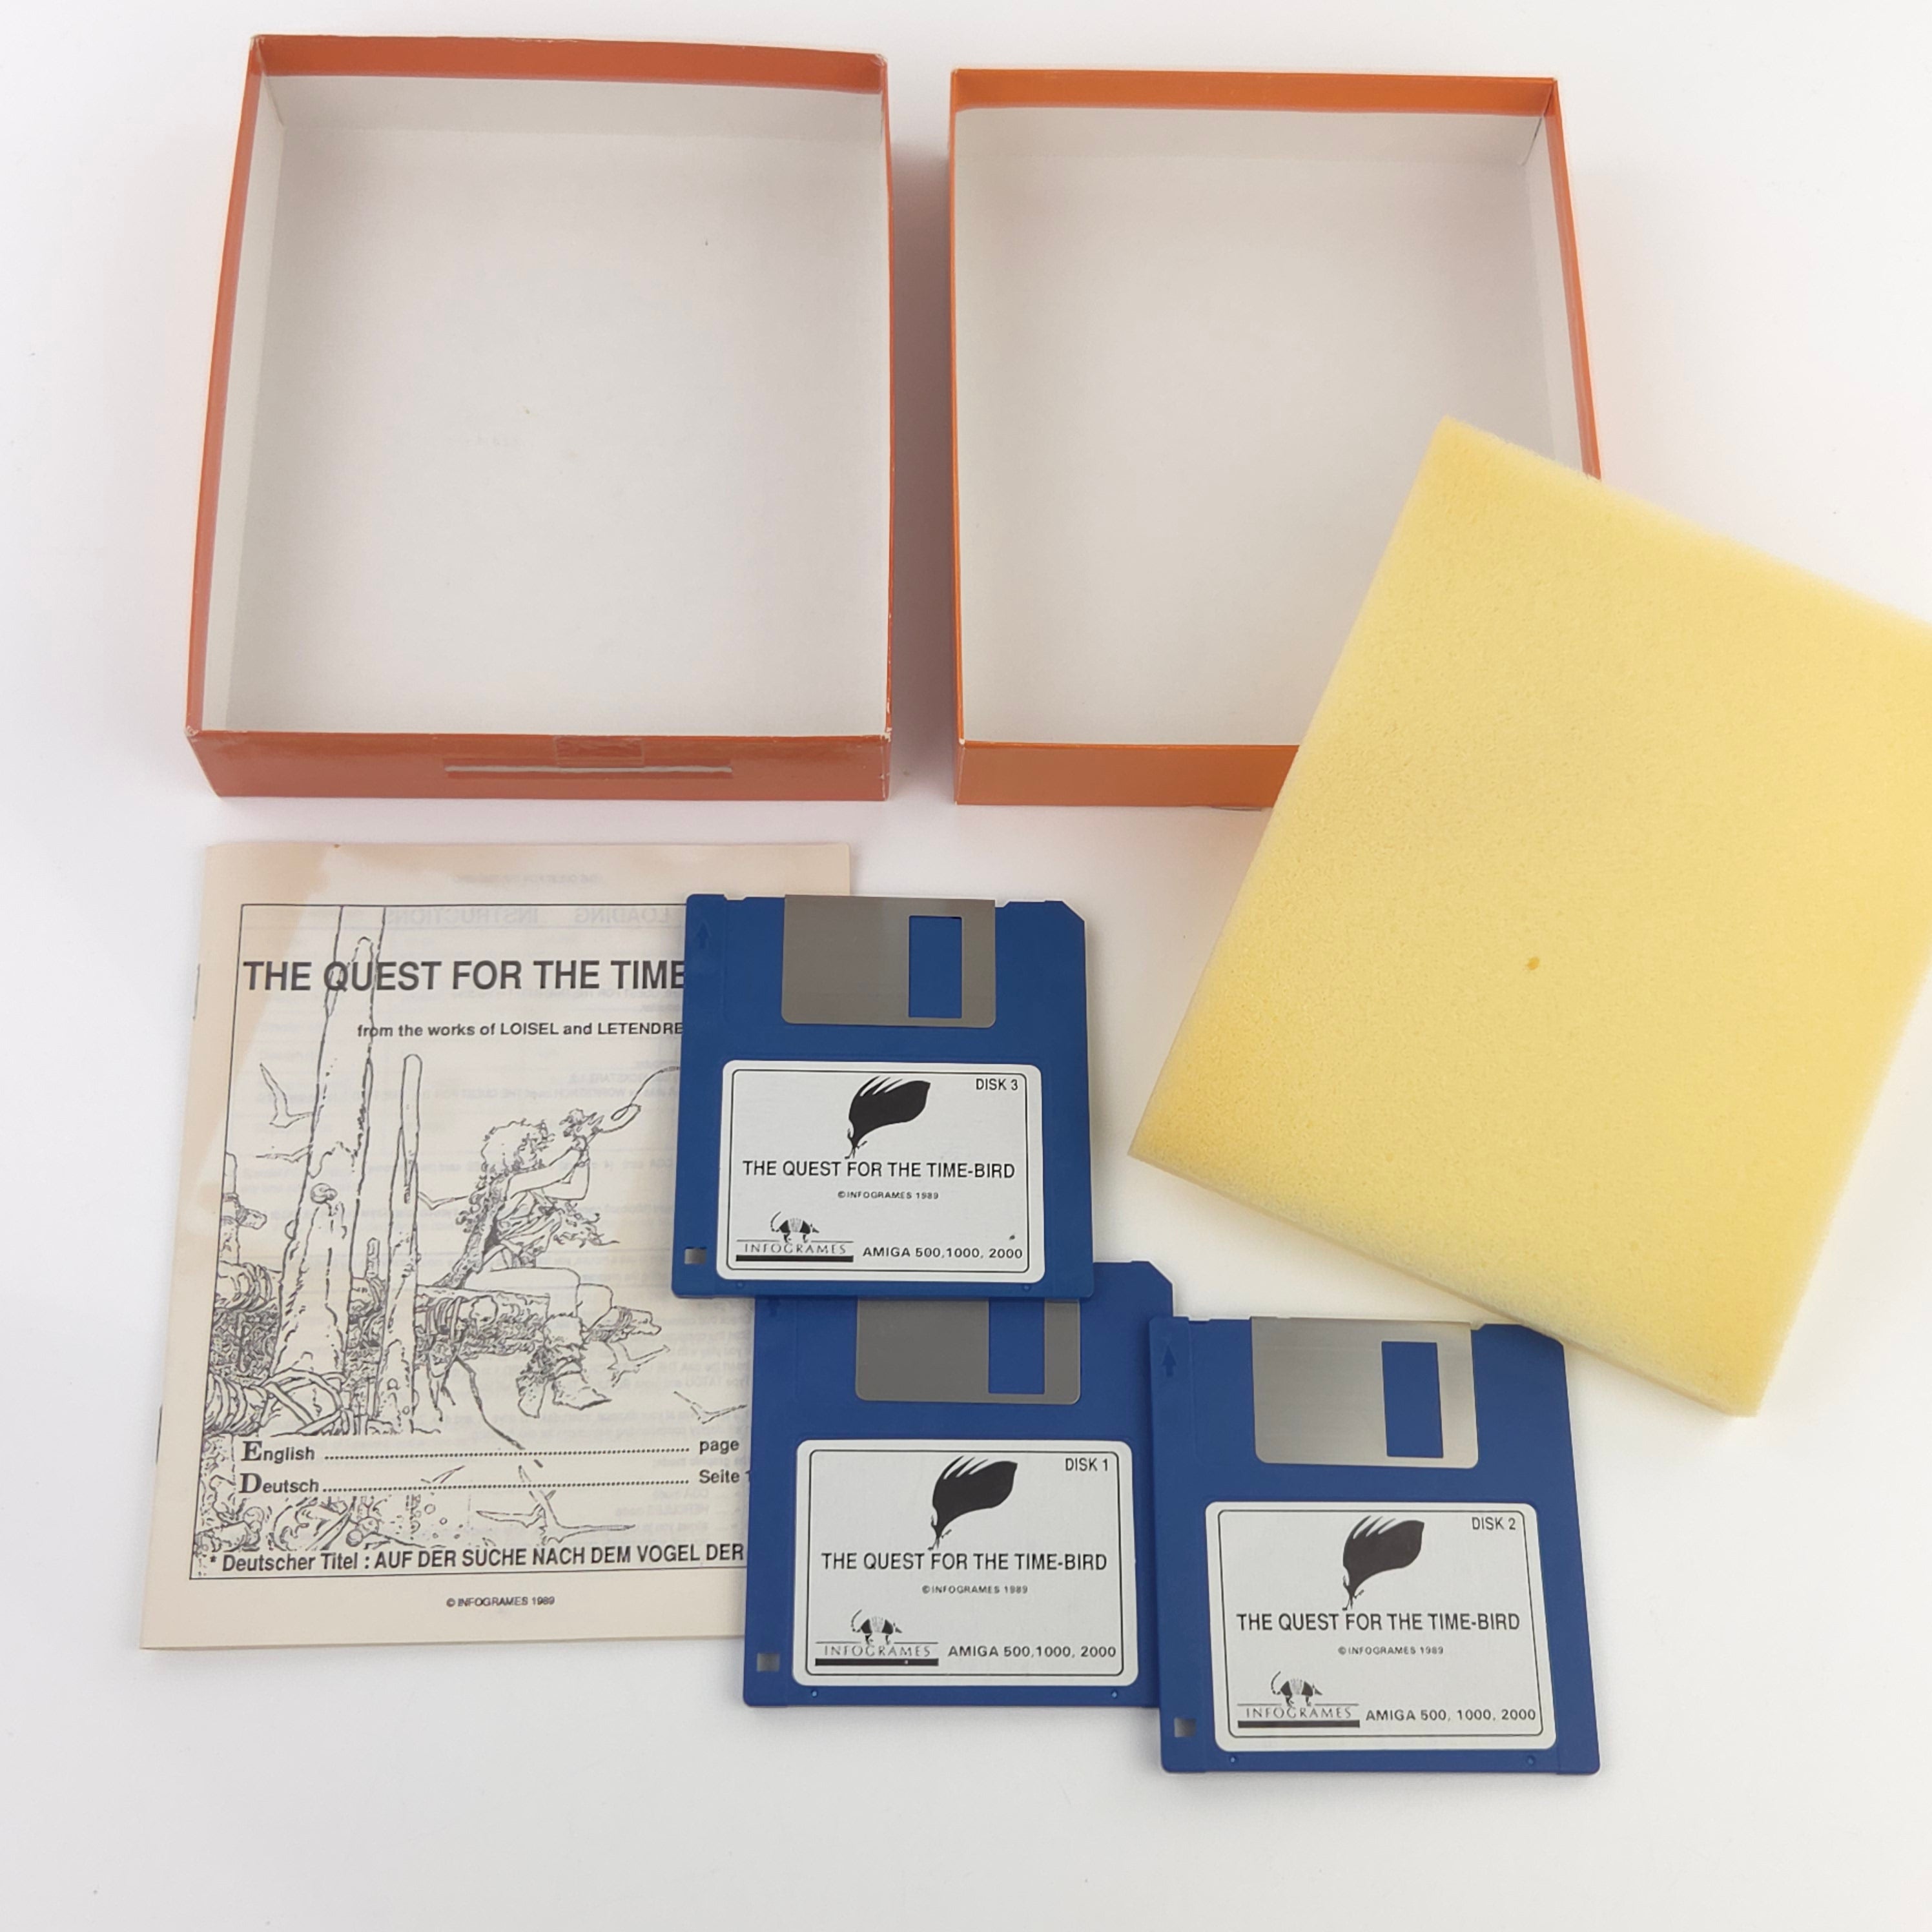 THE QUEST FOR THE TIME
from the works of LOISEL and LETENDRE
English ........ page
Deutsch ........ Seite 1
* Deutscher Titel : AUF DER SUCHE NACH DEM VOGEL DER
© INFOGRAMES 1989
DISK 3
THE QUEST FOR THE TIME-BIRD
© INFOGRAMES 1989
INFOGRAMES
AMIGA 500,1000, 2000
DISK 1
THE QUEST FOR THE TIME-BIRD
© INFOGRAMES 1989
INFOGRAMES
AMIGA 500,1000, 2000
DISK 2
THE QUEST FOR THE TIME-BIRD
© INFOGRAMES 1989
INFOGRAMES
AMIGA 500, 1000, 2000